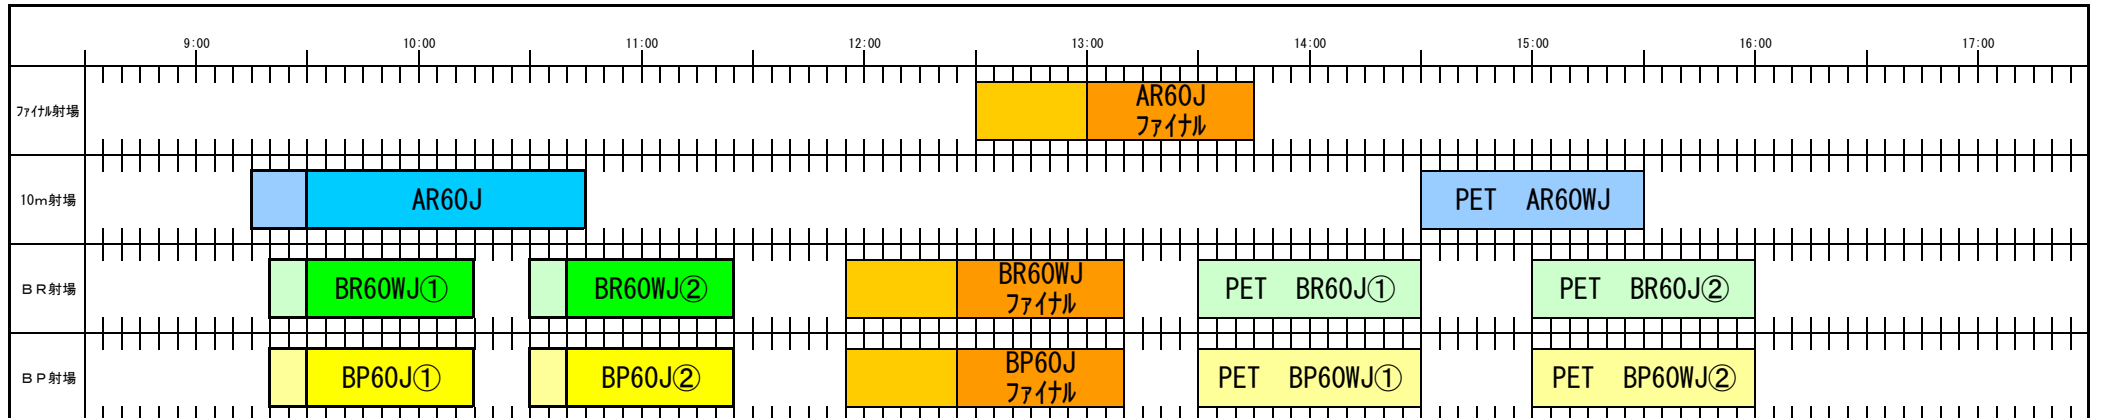 9:00 10:00 11:00 12:00 13:00 14:00 15:00 16:00 17:00
ﾌｧｲﾅﾙ射場
AR60J
ﾌｧｲﾅﾙ
10ｍ射場
AR60J
PET　AR60WJ
ＢＲ射場
BR60WJ①
BR60WJ②
BR60WJ
ﾌｧｲﾅﾙ
PET　BR60J①
PET　BR60J②
ＢＰ射場
BP60J①
BP60J②
BP60J
ﾌｧｲﾅﾙ
PET　BP60WJ①
PET　BP60WJ②